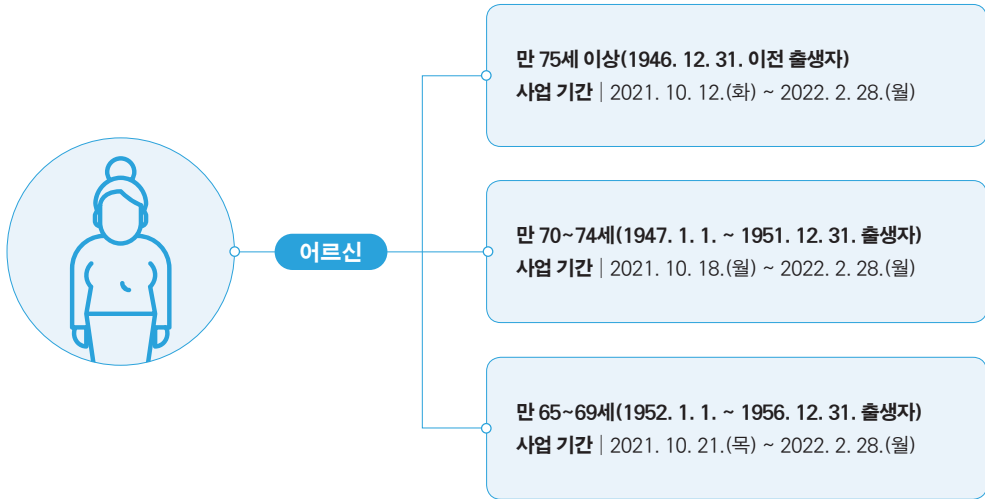 만 75세 이상(1946. 12. 31. 이전 출생자)
사업 기간 | 2021. 10. 12.(화) ~ 2022. 2. 28.(월)
어르신
만 70~74세(1947. 1. 1. ~ 1951. 12. 31. 출생자)
사업 기간 | 2021. 10. 18.(월) ~ 2022. 2. 28.(월)
만 65~69세(1952. 1. 1. ~ 1956. 12. 31. 출생자)
사업 기간 | 2021. 10. 21.(목) ~ 2022. 2. 28.(월)